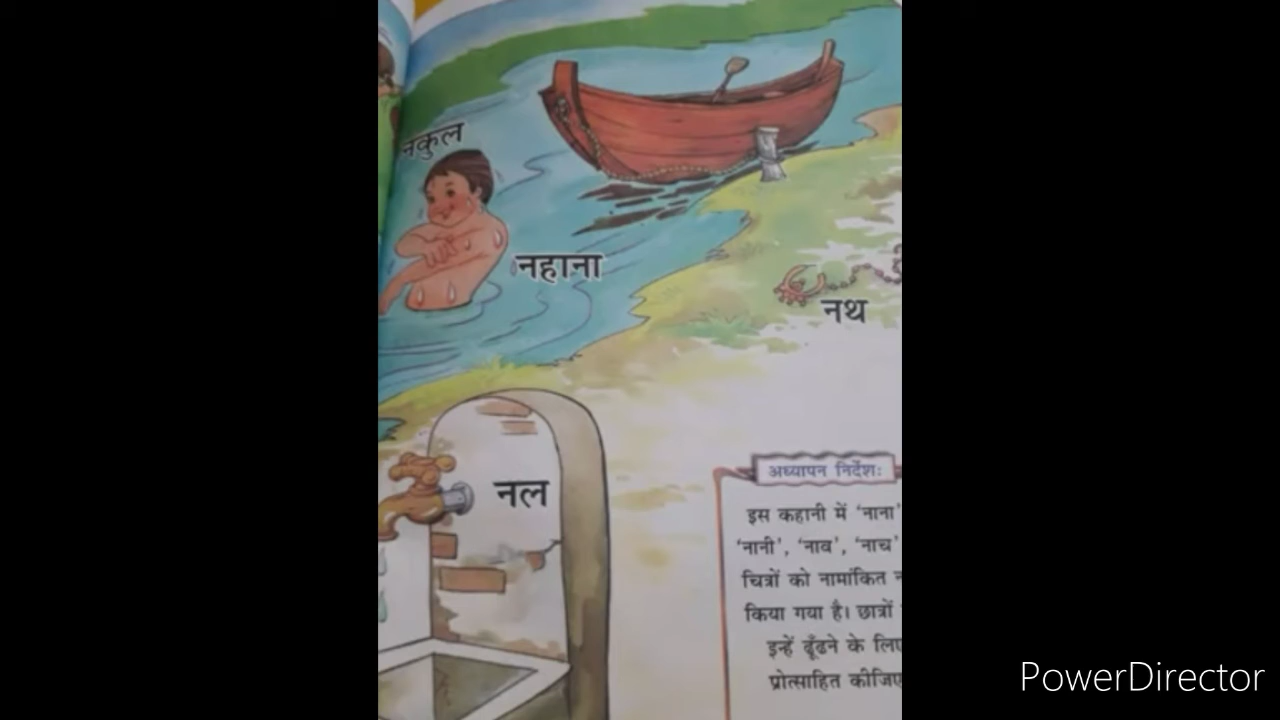 नकुल
नहाना
नथ
नल
अध्यापन निर्देशः
इस कहानी में 'नाना'
'नानी', 'नाव', 'नाच'
चित्रों को नामांकित
किया गया है। छात्रों
इन्हें ढूँढने के लिए
प्रोत्साहित कीजिए
PowerDirector